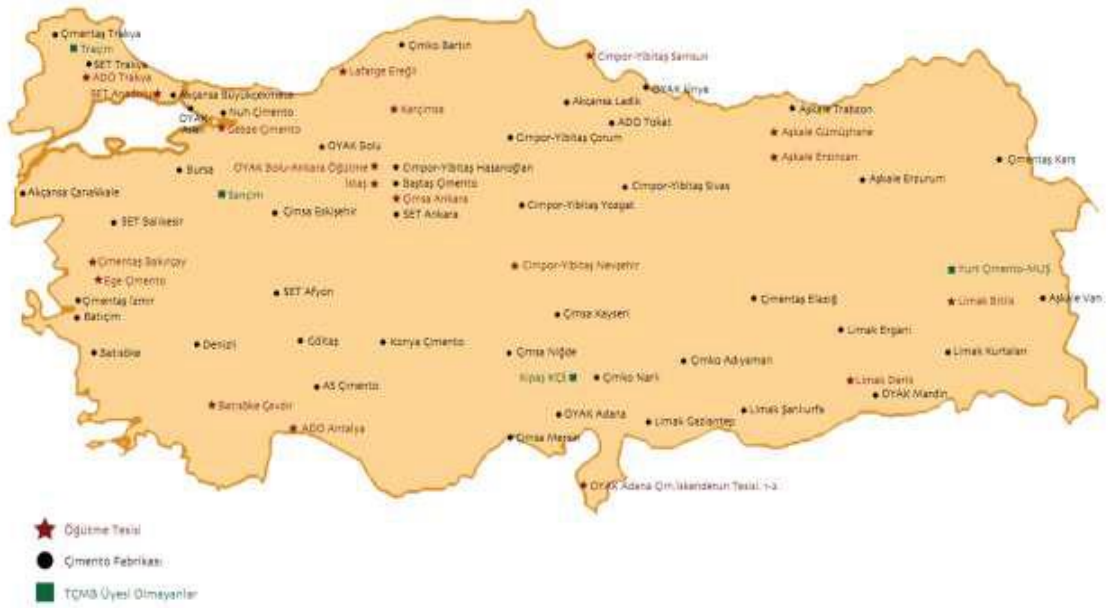 Çimentaş Trakya
Traçim
SET Trakya
ADO Trakya
SET Anadolu
Akçansa Büyükçekmece
OYAK
Nuh Çimento
Gebze Çimento
Çimko Bartın
Lafarge Ereğli
Karçimsa
Cimpor-Yibitaş Samsun
OYAK Ünye
Akçansa Ladik
ADO Tokat
Cimpor-Yibitaş Çorum
Aşkale Trabzon
Aşkale Gümüşhane
Aşkale Erzincan
Çimentaş Kars
Aşkale Erzurum
OYAK Bolu
Bursa
OYAK Bolu-Ankara Öğütme
Cimpor-Yibitaş Hasanoğlan
İstaş
Baştaş Çimento
Çimsa Ankara
SET Ankara
Akçansa Çanakkale
Sançim
Çimsa Eskişehir
Cimpor-Yibitaş Sivas
Cimpor-Yibitaş Yozgat
SET Balıkesir
Çimentaş Bakırçay
Ege Çimento
Cimpor-Yibitaş Nevşehir
Yurt Çimento-MUŞ
SET Afyon
Çimentaş İzmir
Batıçim
Çimentaş Elazığ
Limak Bitlis
Aşkale Van
Çimsa Kayseri
Limak Ergani
Batısöke
Denizli
Göltaş
Konya Çimento
Çimsa Niğde
Çimko Adıyaman
Limak Kurtalan
Kipaş KÇS
Çimko Narlı
AS Çimento
Limak Derik
OYAK Mardin
Batısöke Çavdır
ADO Antalya
OYAK Adana
Limak Gaziantep
Limak Şanlıurfa
Çimsa Mersin
OYAK Adana Çim.İskenderun Tesisi. 1-2
Öğütme Tesisi
Çimento Fabrikası
TÇMB Üyesi Olmayanlar